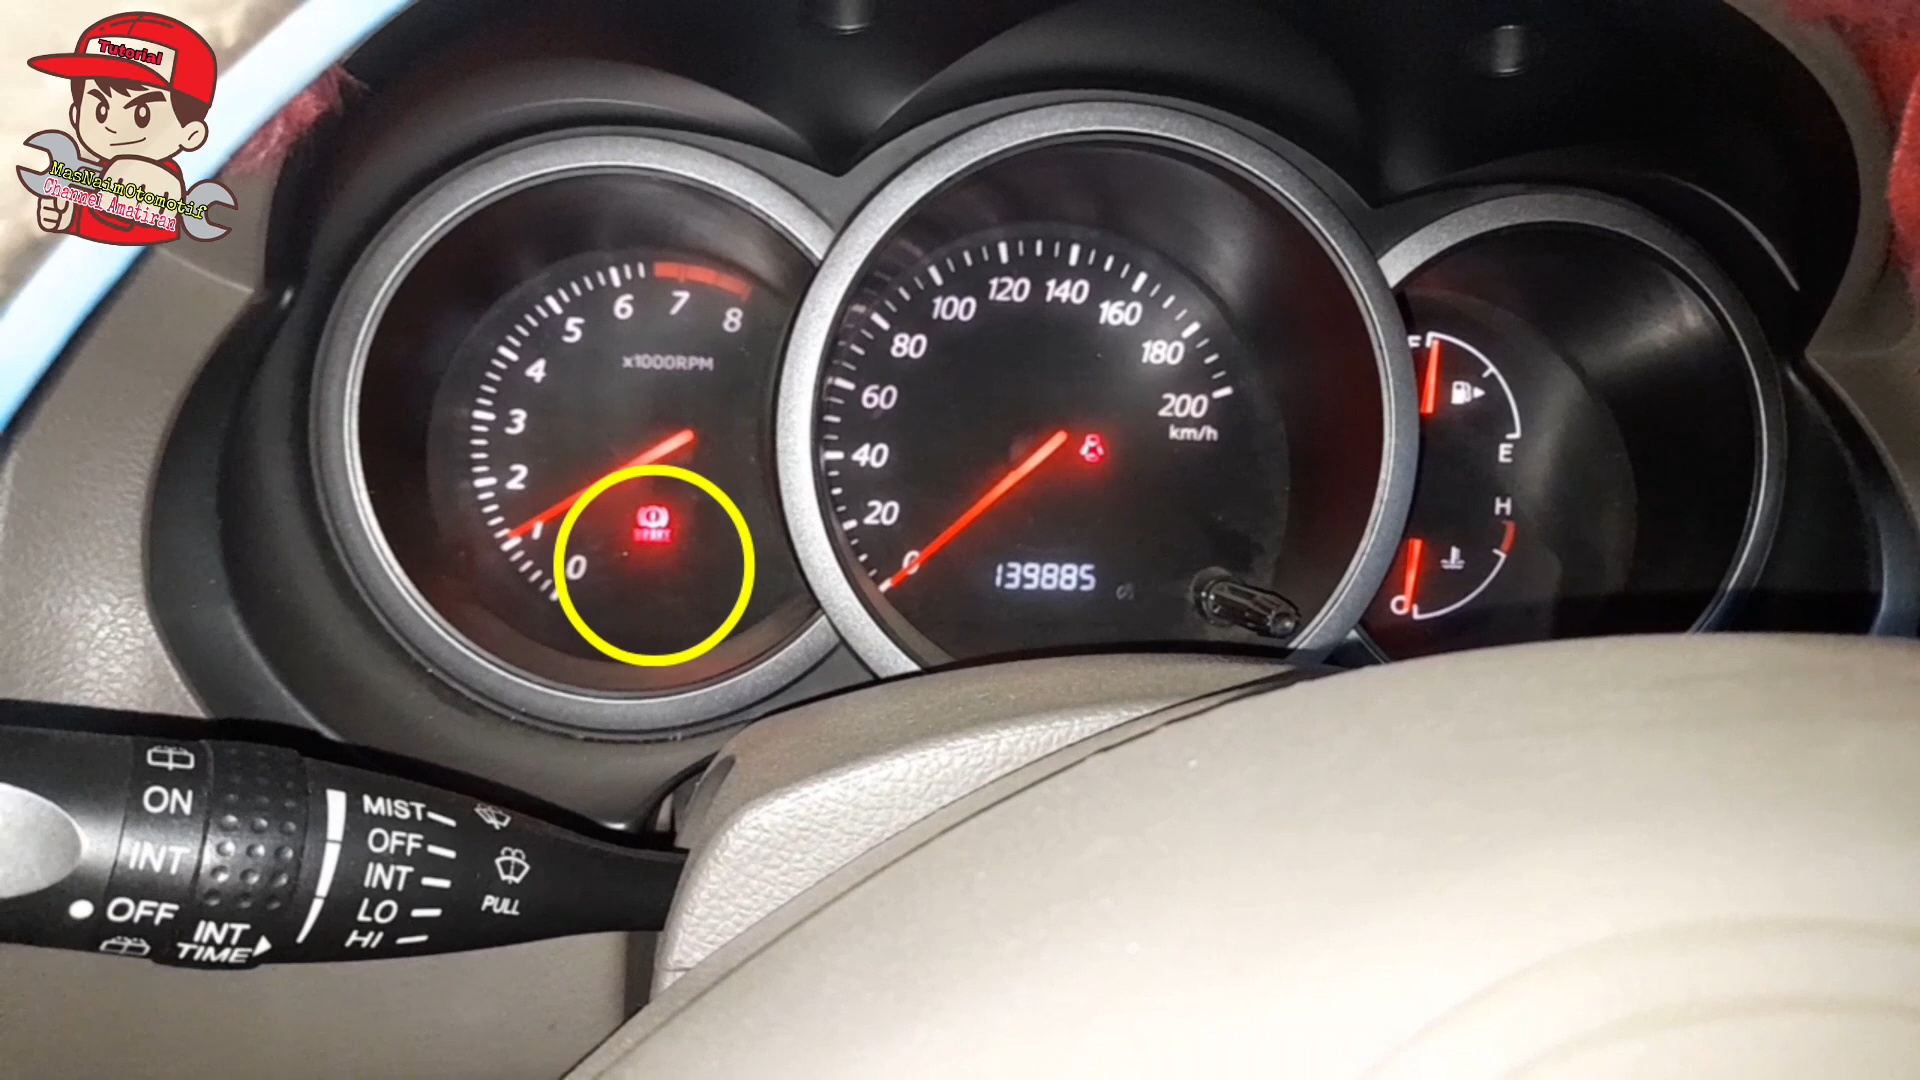 Tutorial
MasNaimOtomotif
Channel Amatiran
0
1
2
3
4
5
6
7
8
x1000RPM
BRAKE
0
20
40
60
80
100
120
140
160
180
200
km/h
139885
F
E
H
C
ON
INT
OFF
INT
TIME
MIST
OFF
INT
LO
HI
PULL